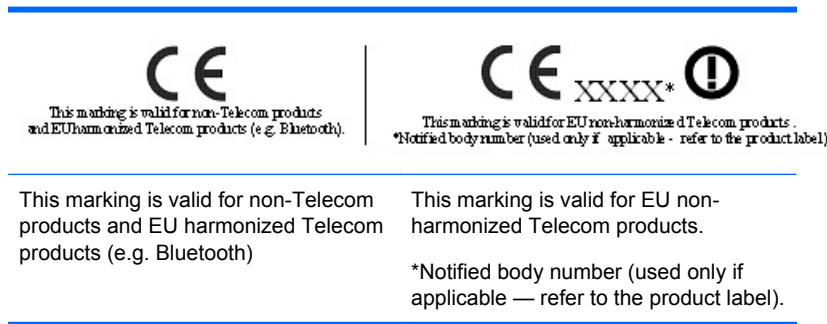 CE
This marking is valid for non-Telecom products
and EU harmonized Telecom products (e.g. Bluetooth).
CE XXXX*
This marking is valid for EU non-harmonized Telecom products .
*Notified body number (used only if applicable - refer to the product label)
This marking is valid for non-Telecom
products and EU harmonized Telecom
products (e.g. Bluetooth)
This marking is valid for EU non-
harmonized Telecom products.
*Notified body number (used only if
applicable — refer to the product label).